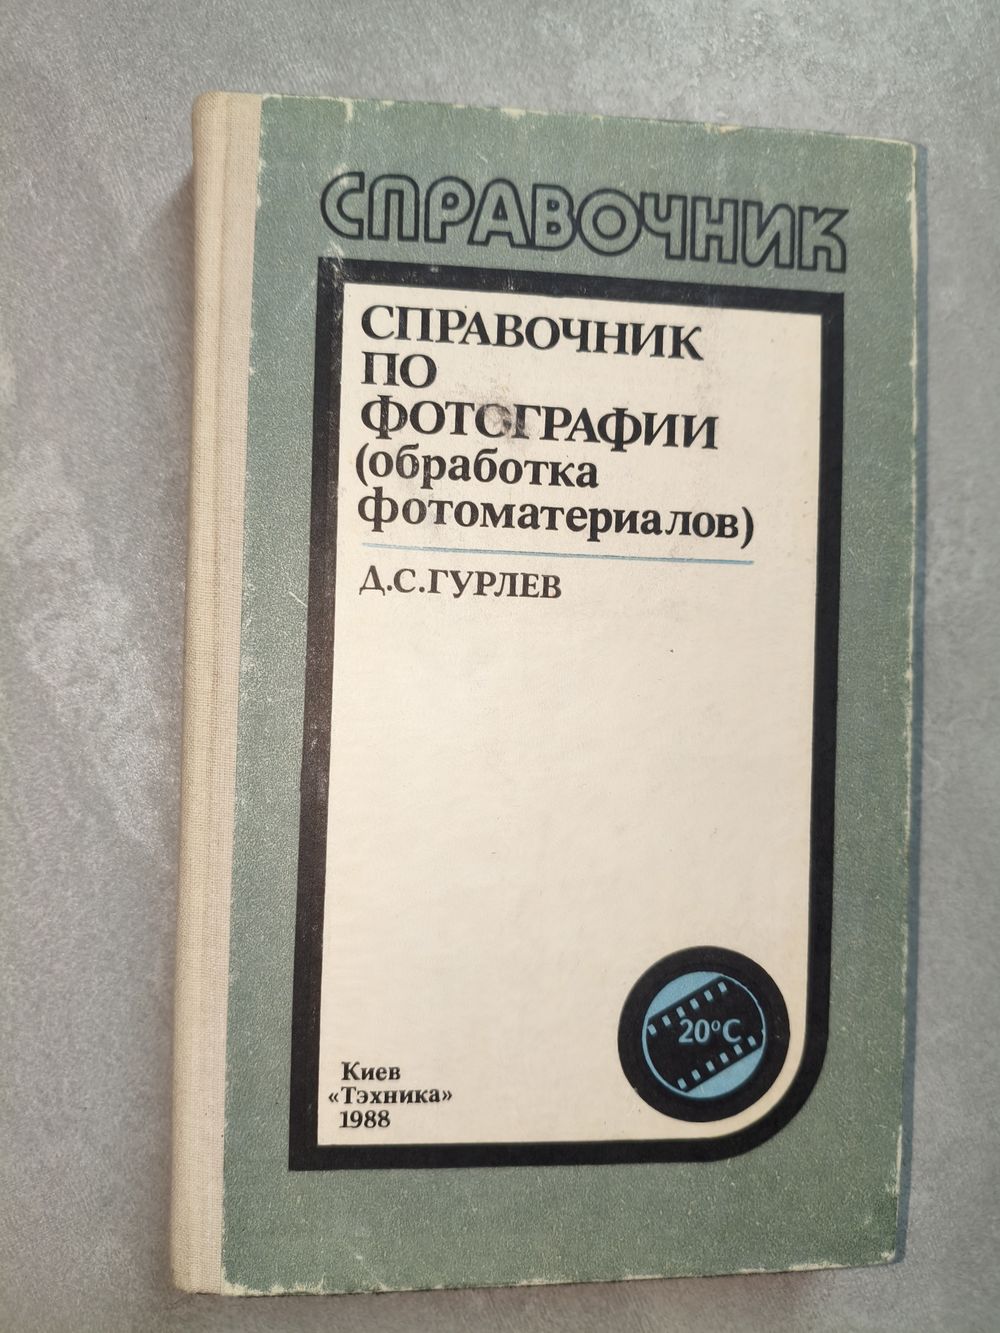 СПРАВОЧНИК
СПРАВОЧНИК
ПО
ФОТОГРАФИИ
(обработка
фотоматериалов)
Д.С.ГУРЛЕВ
20°С
Киев
«Тэхника»
1988